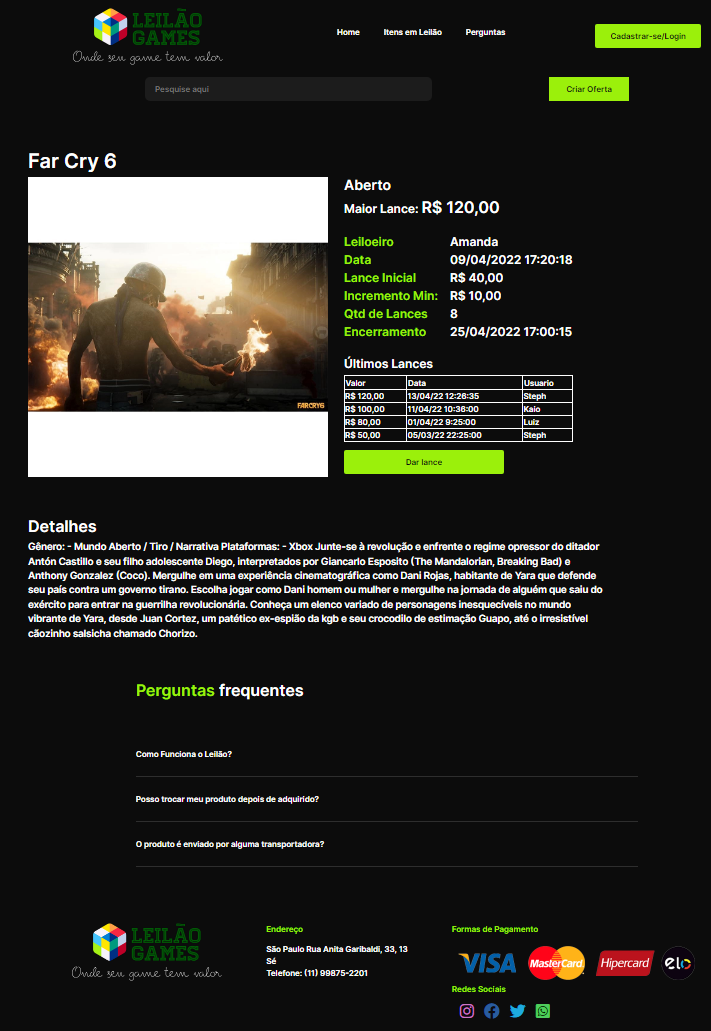 LEILÃO
GAMES
Onde seu game tem valor
Home Itens em Leilão Perguntas
Cadastrar-se/Login
Pesquise aqui
Criar Oferta
Far Cry 6
FARCRY6
Aberto
Maior Lance: R$ 120,00
Leiloeiro Amanda
Data 09/04/2022 17:20:18
Lance Inicial R$ 40,00
Incremento Min: R$ 10,00
Qtd de Lances 8
Encerramento 25/04/2022 17:00:15
Últimos Lances
Valor Data Usuario
R$ 120,00 13/04/22 12:26:35 Steph
R$ 100,00 11/04/22 10:36:00 Kaio
R$ 80,00 01/04/22 9:25:00 Luiz
R$ 50,00 05/03/22 22:25:00 Steph
Dar lance
Detalhes
Gênero: - Mundo Aberto / Tiro / Narrativa Plataformas: - Xbox Junte-se à revolução e enfrente o regime opressor do ditador
Antón Castillo e seu filho adolescente Diego, interpretados por Giancarlo Esposito (The Mandalorian, Breaking Bad) e
Anthony Gonzalez (Coco). Mergulhe em uma experiência cinematográfica como Dani Rojas, habitante de Yara que defende
seu país contra um governo tirano. Escolha jogar como Dani homem ou mulher e mergulhe na jornada de alguém que saiu do
exército para entrar na guerrilha revolucionária. Conheça um elenco variado de personagens inesquecíveis no mundo
vibrante de Yara, desde Juan Cortez, um patético ex-espião da kgb e seu crocodilo de estimação Guapo, até o irresistível
cãozinho salsicha chamado Chorizo.
Perguntas frequentes
Como Funciona o Leilão?
Posso trocar meu produto depois de adquirido?
O produto é enviado por alguma transportadora?
LEILÃO
GAMES
Onde seu game tem valor
Endereço
São Paulo Rua Anita Garibaldi, 33, 13
Sé
Telefone: (11) 99875-2201
Formas de Pagamento
VISA MasterCard Hipercard elo
Redes Sociais